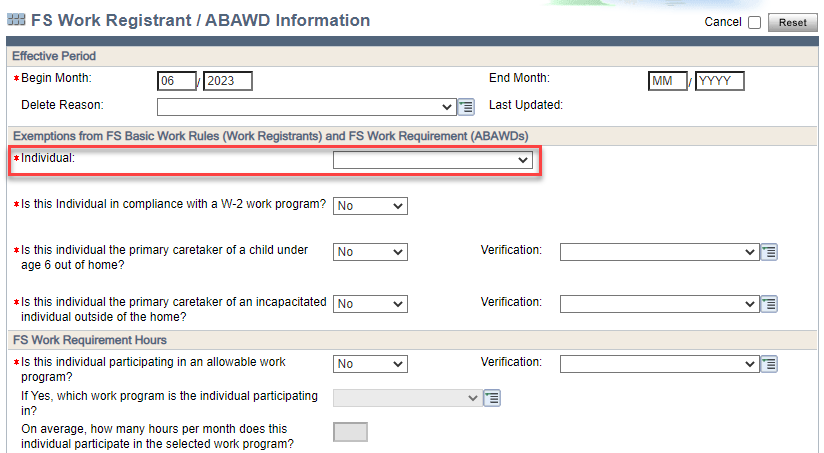 FS Work Registrant / ABAWD Information
Cancel Reset
Effective Period
*Begin Month: 06 / 2023 End Month: MM / YYYY
Delete Reason: Last Updated:
Exemptions from FS Basic Work Rules (Work Registrants) and FS Work Requirement (ABAWDs)
*Individual:
*Is this Individual in compliance with a W-2 work program? No
*Is this individual the primary caretaker of a child under
age 6 out of home?
No
Verification:
*Is this individual the primary caretaker of an incapacitated
individual outside of the home?
No
Verification:
FS Work Requirement Hours
*Is this individual participating in an allowable work
program?
No
Verification:
If Yes, which work program is the individual participating
in?
On average, how many hours per month does this
individual participate in the selected work program?